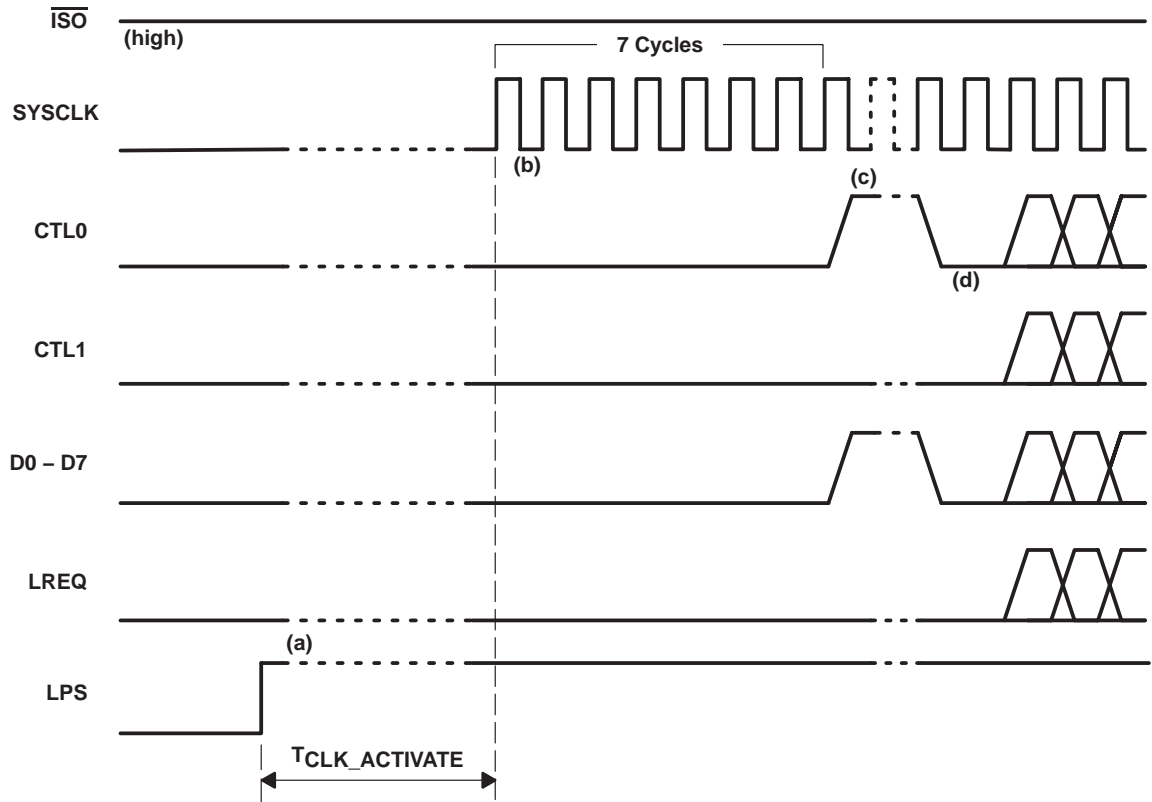 ISO
(high)
7 Cycles
SYSCLK
(b)
(c)
CTL0
(d)
CTL1
D0 – D7
LREQ
(a)
LPS
TCLK_ACTIVATE